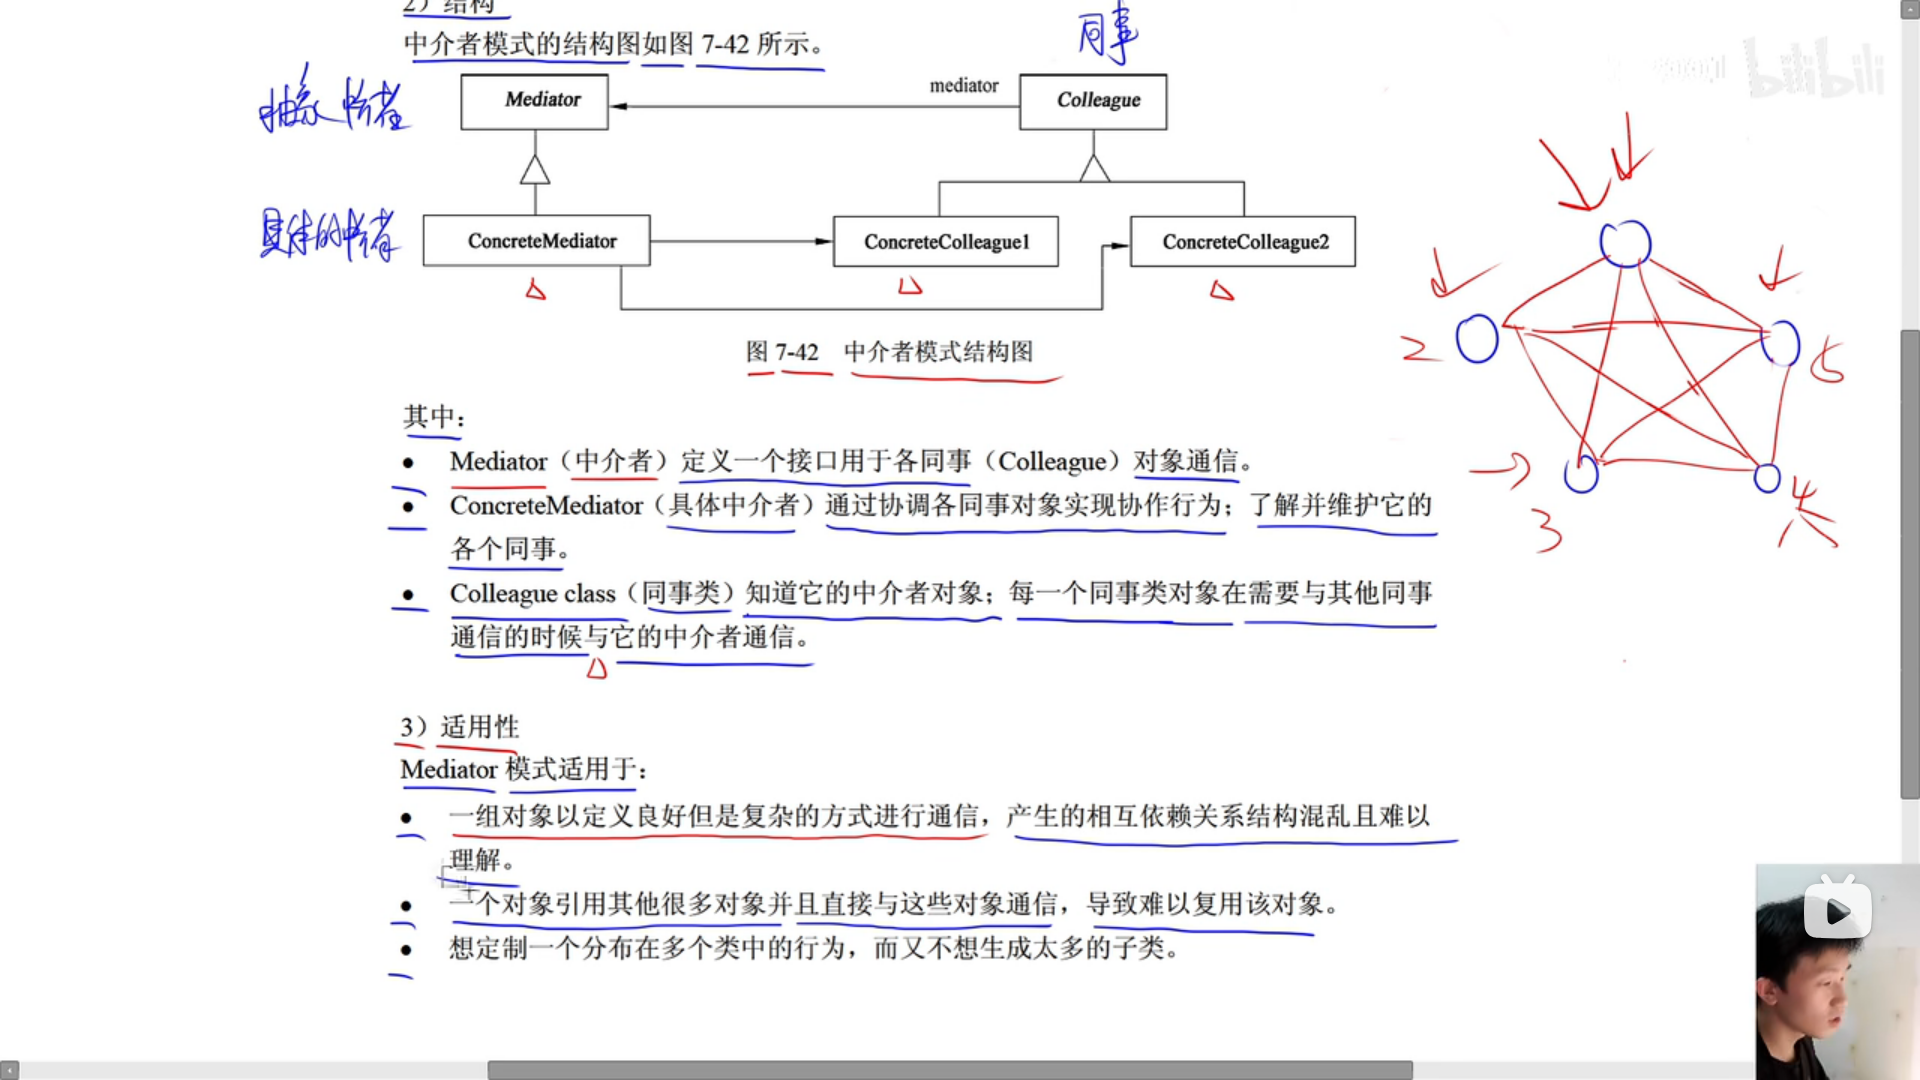 2）结构
同事
中介者模式的结构图如图 7-42 所示。
bilibili
抽象中介者
Mediator
mediator
Colleague
具体的中介者
ConcreteMediator
ConcreteColleague1
ConcreteColleague2
2
5
图 7-42 中介者模式结构图
其中：
● Mediator（中介者）定义一个接口用于各同事（Colleague）对象通信。
4
● ConcreteMediator（具体中介者）通过协调各同事对象实现协作行为；了解并维护它的
3
各个同事。
● Colleague class（同事类）知道它的中介者对象；每一个同事类对象在需要与其他同事
通信的时候与它的中介者通信。
3）适用性
Mediator 模式适用于：
● 一组对象以定义良好但是复杂的方式进行通信，产生的相互依赖关系结构混乱且难以
理解。
● 一个对象引用其他很多对象并且直接与这些对象通信，导致难以复用该对象。
● 想定制一个分布在多个类中的行为，而又不想生成太多的子类。